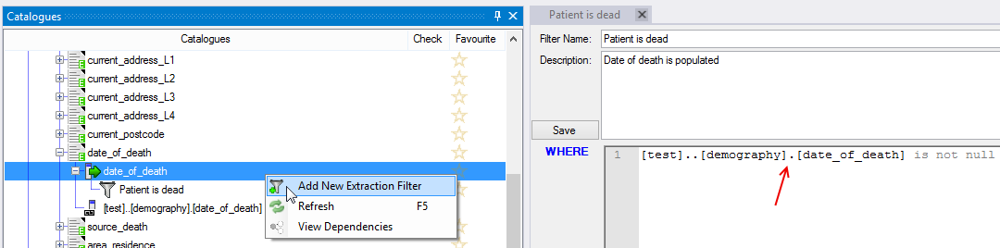 Catalogues
Catalogues Check Favourite
current_address_L1
current_address_L2
current_address_L3
current_address_L4
current_postcode
date_of_death
date_of_death
Patient is dead
[test]..[demography].[date_of_death]
source_death
area_residence
Add New Extraction Filter
Refresh F5
View Dependencies
Patient is dead
Filter Name: Patient is dead
Description: Date of death is populated
Save
WHERE
1 [test]..[demography].[date_of_death] is not null